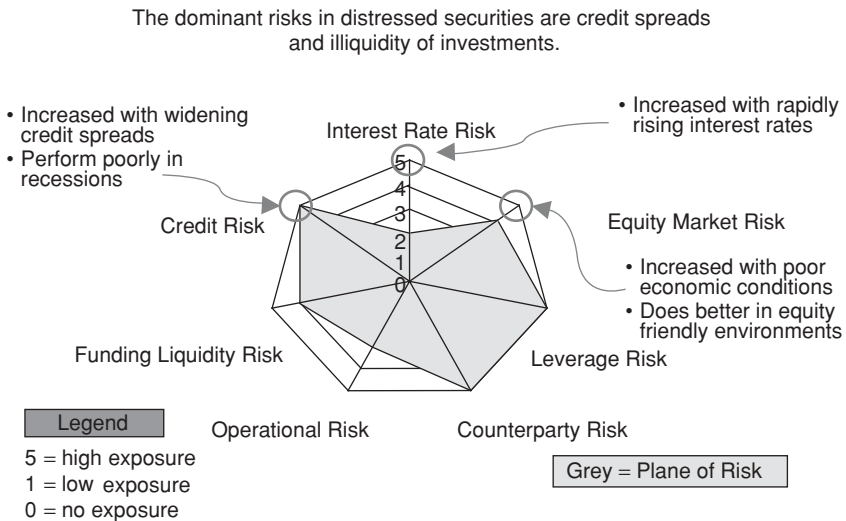 The dominant risks in distressed securities are credit spreads
and illiquidity of investments.
• Increased with widening
credit spreads
• Perform poorly in
recessions
• Increased with rapidly
rising interest rates
Interest Rate Risk
5
4
3
2
1
0
Credit Risk
Equity Market Risk
• Increased with poor
economic conditions
• Does better in equity
friendly environments
Funding Liquidity Risk
Leverage Risk
Operational Risk
Counterparty Risk
Legend
5 = high exposure
1 = low exposure
0 = no exposure
Grey = Plane of Risk